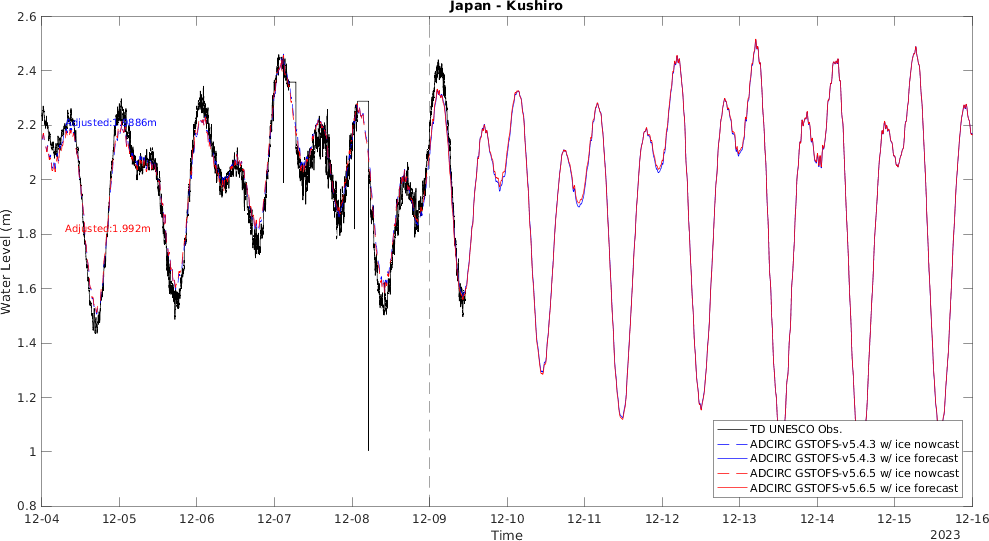 Japan - Kushiro
2.6
2.4
2.2
2
1.8
1.6
1.4
1.2
1
0.8
Water Level (m)
Adjusted:1.992m
12-04
12-05
12-06
12-07
12-08
12-09
12-10
12-11
12-12
12-13
12-14
12-15
12-16
Time
2023
TD UNESCO Obs.
ADCIRC GSTOFS-v5.4.3 w/ ice nowcast
ADCIRC GSTOFS-v5.4.3 w/ ice forecast
ADCIRC GSTOFS-v5.6.5 w/ ice nowcast
ADCIRC GSTOFS-v5.6.5 w/ ice forecast